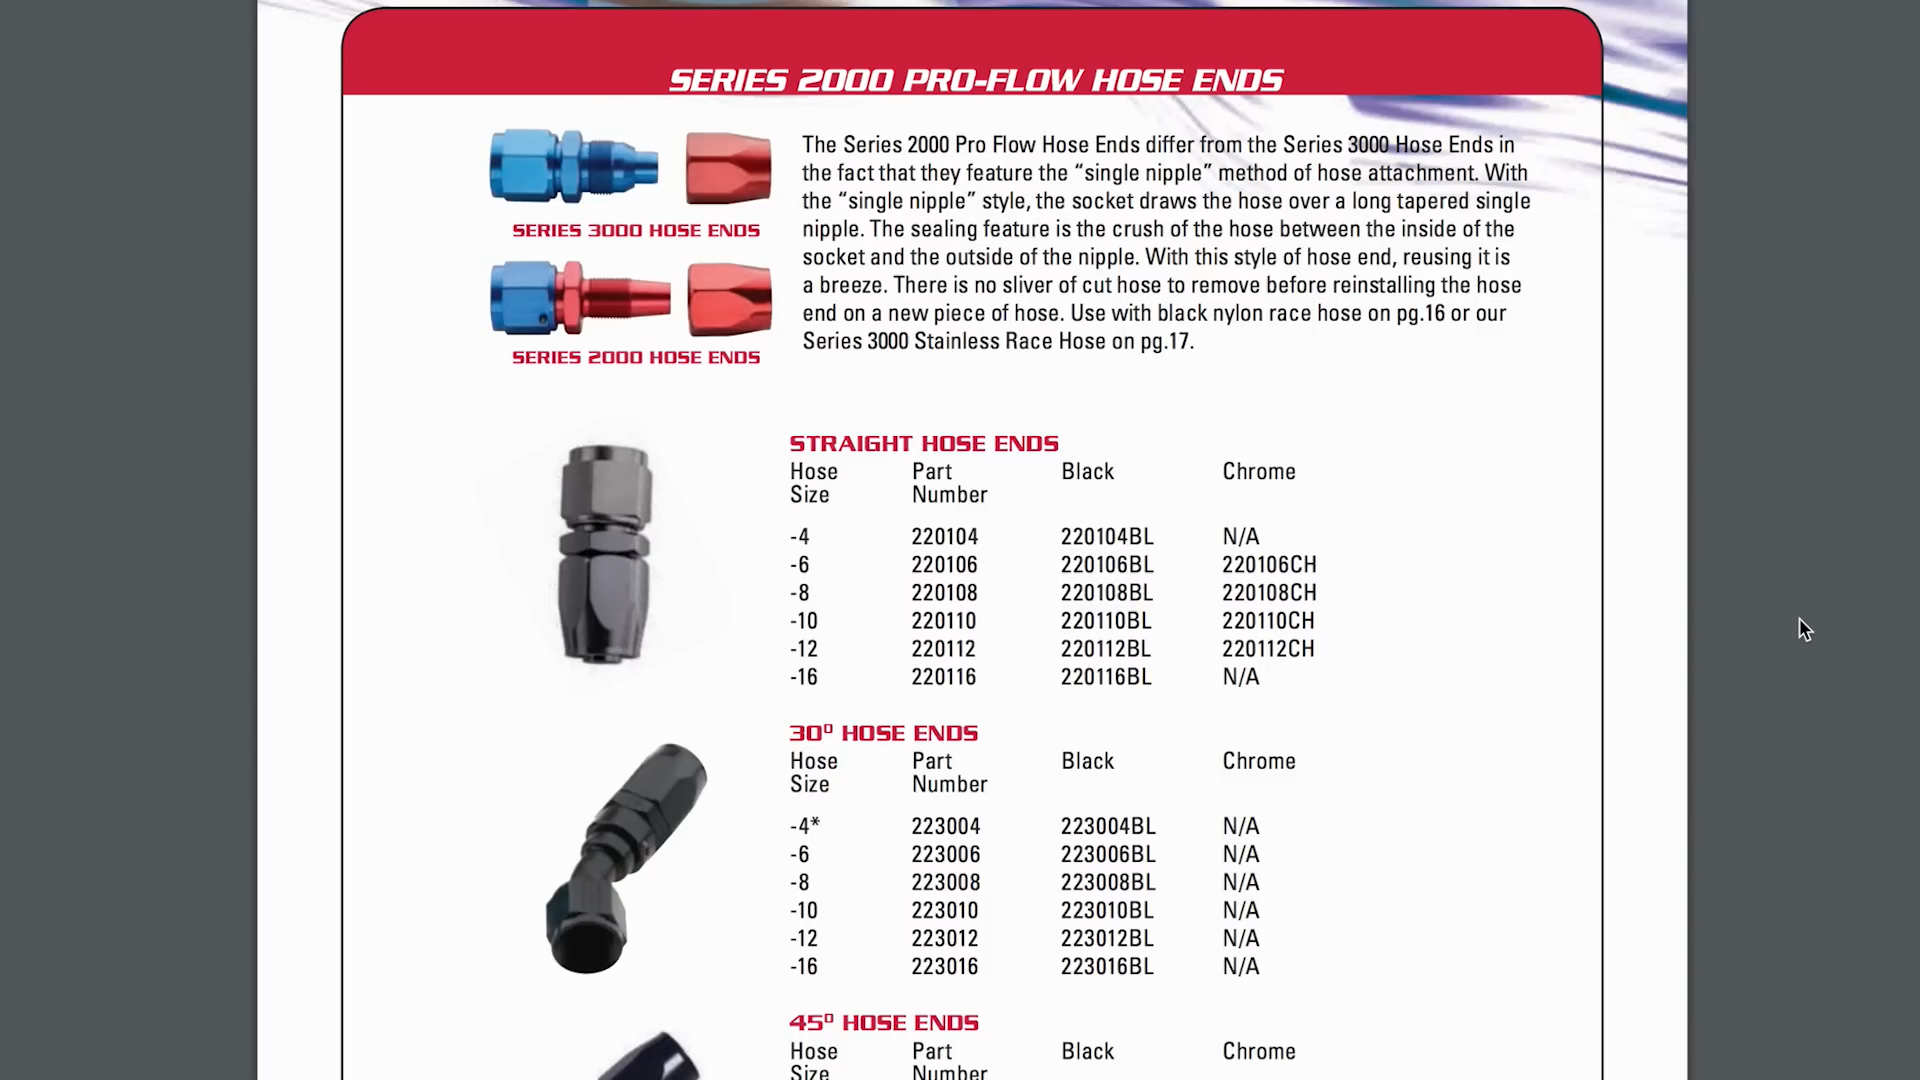 SERIES 2000 PRO-FLOW HOSE ENDS
The Series 2000 Pro Flow Hose Ends differ from the Series 3000 Hose Ends in
the fact that they feature the “single nipple” method of hose attachment. With
the “single nipple” style, the socket draws the hose over a long tapered single
nipple. The sealing feature is the crush of the hose between the inside of the
socket and the outside of the nipple. With this style of hose end, reusing it is
a breeze. There is no sliver of cut hose to remove before reinstalling the hose
end on a new piece of hose. Use with black nylon race hose on pg.16 or our
Series 3000 Stainless Race Hose on pg.17.
SERIES 3000 HOSE ENDS
SERIES 2000 HOSE ENDS
STRAIGHT HOSE ENDS
Hose Part Black Chrome
Size Number
-4 220104 220104BL N/A
-6 220106 220106BL 220106CH
-8 220108 220108BL 220108CH
-10 220110 220110BL 220110CH
-12 220112 220112BL 220112CH
-16 220116 220116BL N/A
30º HOSE ENDS
Hose Part Black Chrome
Size Number
-4* 223004 223004BL N/A
-6 223006 223006BL N/A
-8 223008 223008BL N/A
-10 223010 223010BL N/A
-12 223012 223012BL N/A
-16 223016 223016BL N/A
45º HOSE ENDS
Hose Part Black Chrome
Size Number